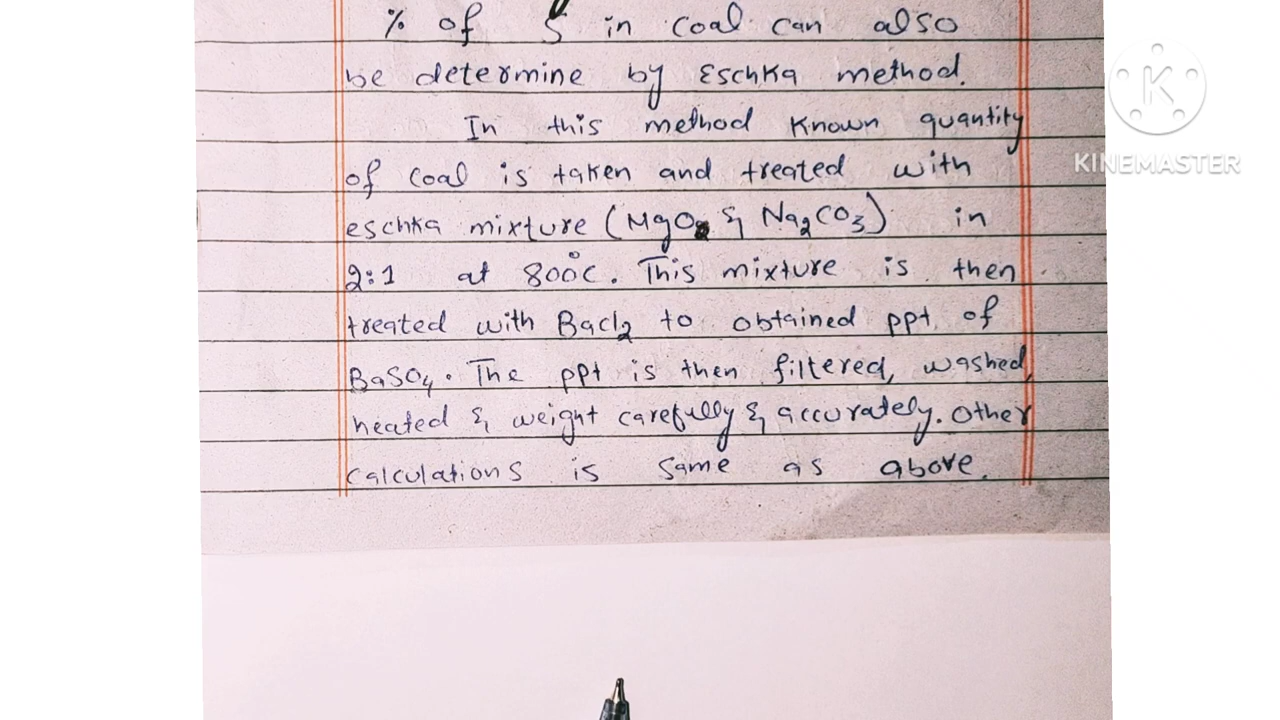 % of S in coal can also
be determine by Eschka method.
In this method known quantity
of coal is taken and treated with
eschka mixture (MgO & Na2CO3) in
2:1 at 800°C. This mixture is then
treated with BaCl2 to obtained ppt of
BaSO4. The ppt is then filtered, washed,
heated & weight carefully & accurately. Other
calculations is same as above.
K
KINEMASTER